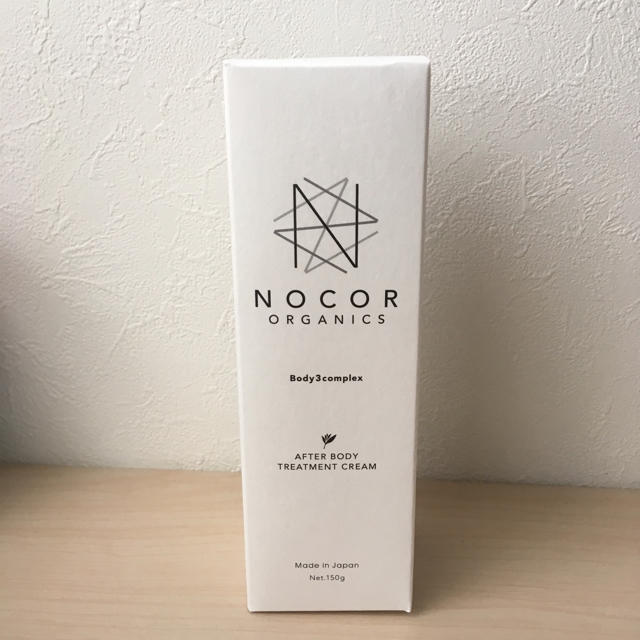 N
NOCOR
ORGANICS
Body3complex
AFTER BODY
TREATMENT CREAM
Made in Japan
Net.150g